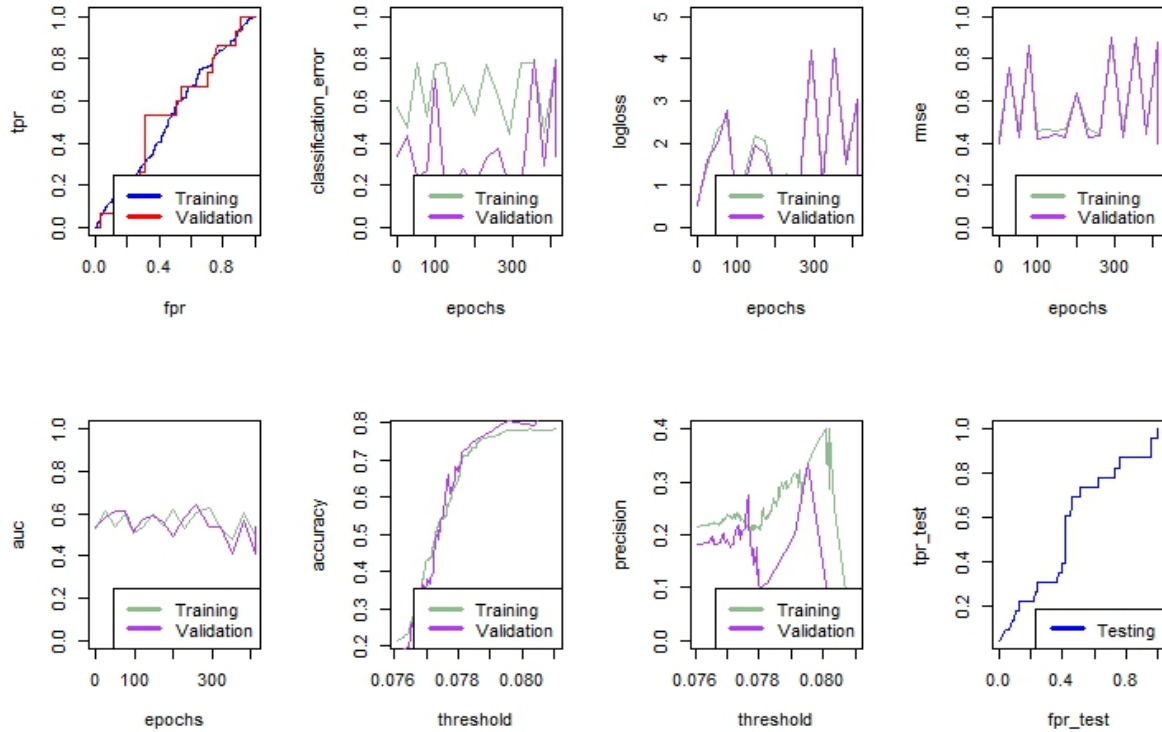 tpr
0.0 0.2 0.4 0.6 0.8 1.0
Training
Validation
0.0 0.4 0.8
fpr
classification_error
0.0 0.2 0.4 0.6 0.8 1.0
Training
Validation
0 100 300
epochs
logloss
0 1 2 3 4 5
Training
Validation
0 100 300
epochs
rmse
0.0 0.2 0.4 0.6 0.8 1.0
Training
Validation
0 100 300
epochs
auc
0.0 0.2 0.4 0.6 0.8 1.0
Training
Validation
0 100 300
epochs
accuracy
0.2 0.3 0.4 0.5 0.6 0.7 0.8
Training
Validation
0.076 0.078 0.080
threshold
precision
0.0 0.1 0.2 0.3 0.4
Training
Validation
0.076 0.078 0.080
threshold
tpr_test
0.2 0.4 0.6 0.8 1.0
Testing
0.0 0.4 0.8
fpr_test